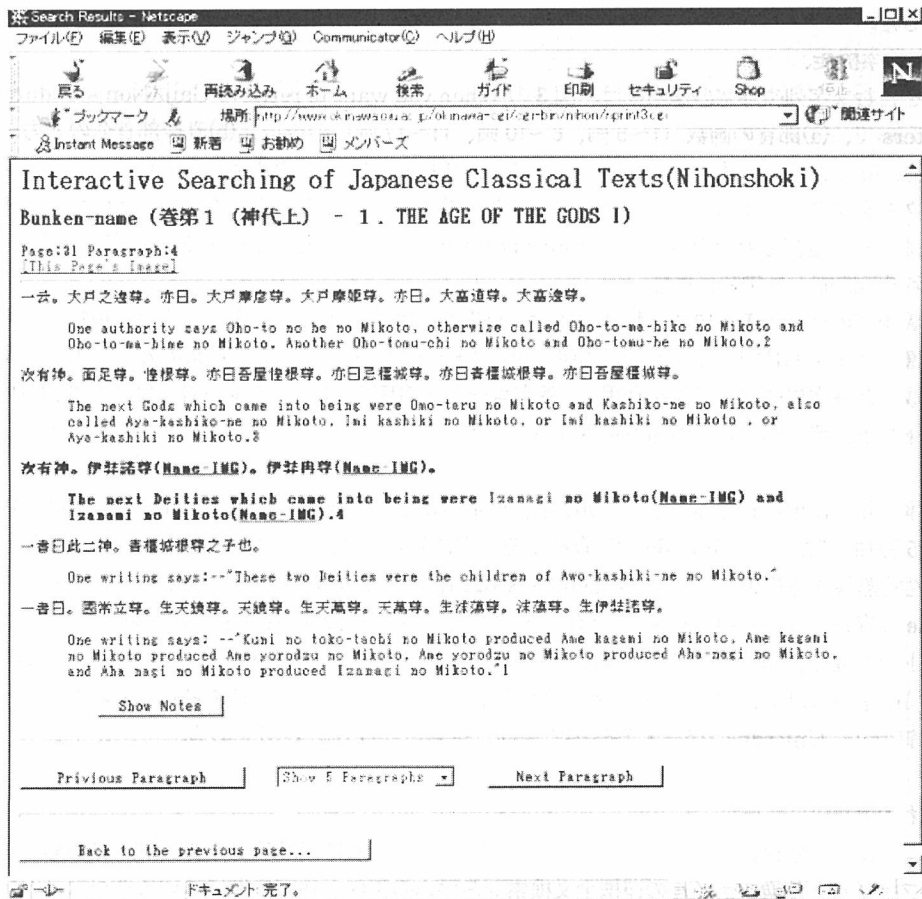 Search Results - Netscape
ファイル(F) 編集(E) 表示(V) ジャンプ(G) Communicator(C) ヘルプ(H)
戻る 再読み込み ホーム 検索 ガイド 印刷 セキュリティ Shop 停止
ブックマーク 場所: 関連サイト
Instant Message 新着 お勧め メンバーズ
Interactive Searching of Japanese Classical Texts(Nihonshoki)
Bunken-name (巻第1 (神代上) - 1. THE AGE OF THE GODS I)
Page:31 Paragraph:4
[This Page's Image]
一云。大戸之邊尊。亦曰。大戸摩彦尊。大戸摩姫尊。亦曰。大富道尊。大富邊尊。
One authority says Oho-to no he no Mikoto, otherwise called Oho-to-ma-hiko no Mikoto and
Oho-to-ma-hime no Mikoto. Another Oho-tomu-chi no Mikoto and Oho-tomu-he no Mikoto.2
次有神。面足尊。惶根尊。亦曰吾屋惶根尊。亦曰忌橿城尊。亦曰青橿城根尊。亦曰吾屋橿城尊。
The next Gods which came into being were Omo-taru no Mikoto and Kashiko-ne no Mikoto, also
called Aya-kashiko-ne no Mikoto, Imi kashiki no Mikoto, or Imi kashiki no Mikoto , or
Aya-kashiki no Mikoto.3
次有神。伊弉諾尊(Name-IMG)。伊弉冉尊(Name-IMG)。
The next Deities which came into being were Izanagi no Mikoto(Name-IMG) and
Izanami no Mikoto(Name-IMG).4
一書曰此二神。青橿城根尊之子也。
One writing says:--"These two Deities were the children of Awo-kashiki-ne no Mikoto."
一書曰。國常立尊。生天鏡尊。天鏡尊。生天萬尊。天萬尊。生沫蕩尊。沫蕩尊。生伊弉諾尊。
One writing says: --"Kuni no toko-tachi no Mikoto produced Ame kagami no Mikoto, Ame kagami
no Mikoto produced Ame yorodzu no Mikoto, Ame yorodzu no Mikoto produced Aha-nagi no Mikoto,
and Aha nagi no Mikoto produced Izanagi no Mikoto."1
Show Notes
Privious Paragraph Show 5 Paragraphs Next Paragraph
Back to the previous page...
ドキュメント: 完了。